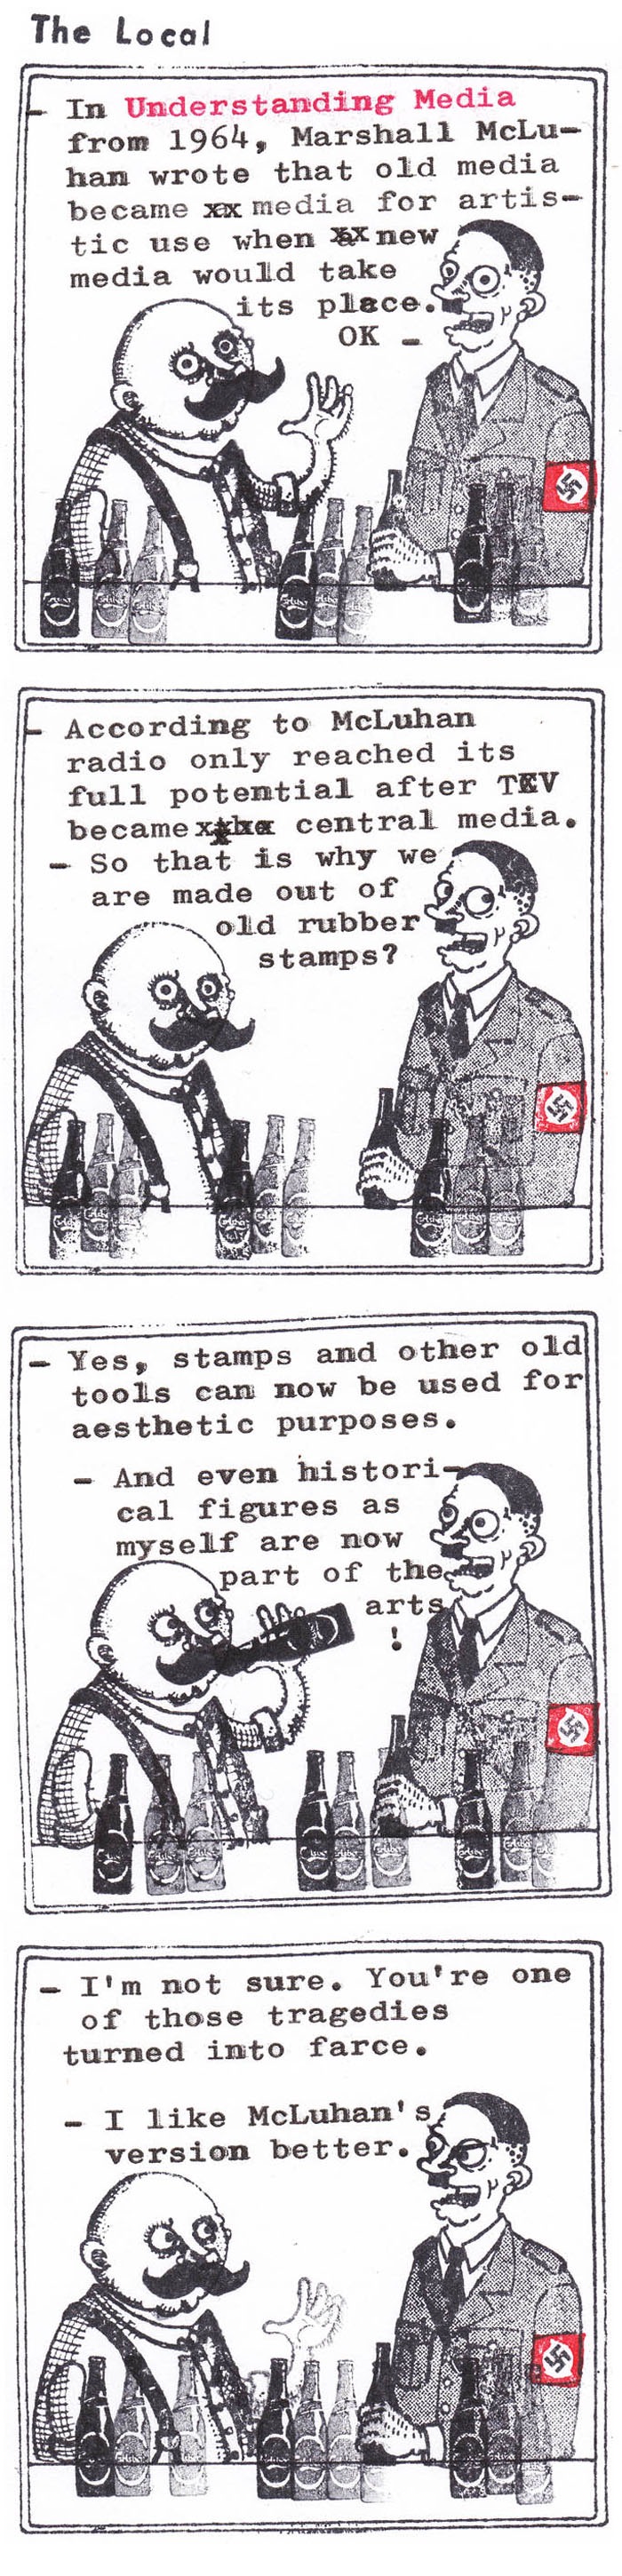 The Local
- In Understanding Media
from 1964, Marshall McLu-
han wrote that old media
became xx media for artis-
tic use when xx new
media would take
its place.
OK -
- According to McLuhan
radio only reached its
full potential after TV
became central media.
- So that is why we
are made out of
old rubber
stamps?
- Yes, stamps and other old
tools can now be used for
aesthetic purposes.
- And even histori-
cal figures as
myself are now
part of the
arts
!
- I'm not sure. You're one
of those tragedies
turned into farce.
- I like McLuhan's
version better.